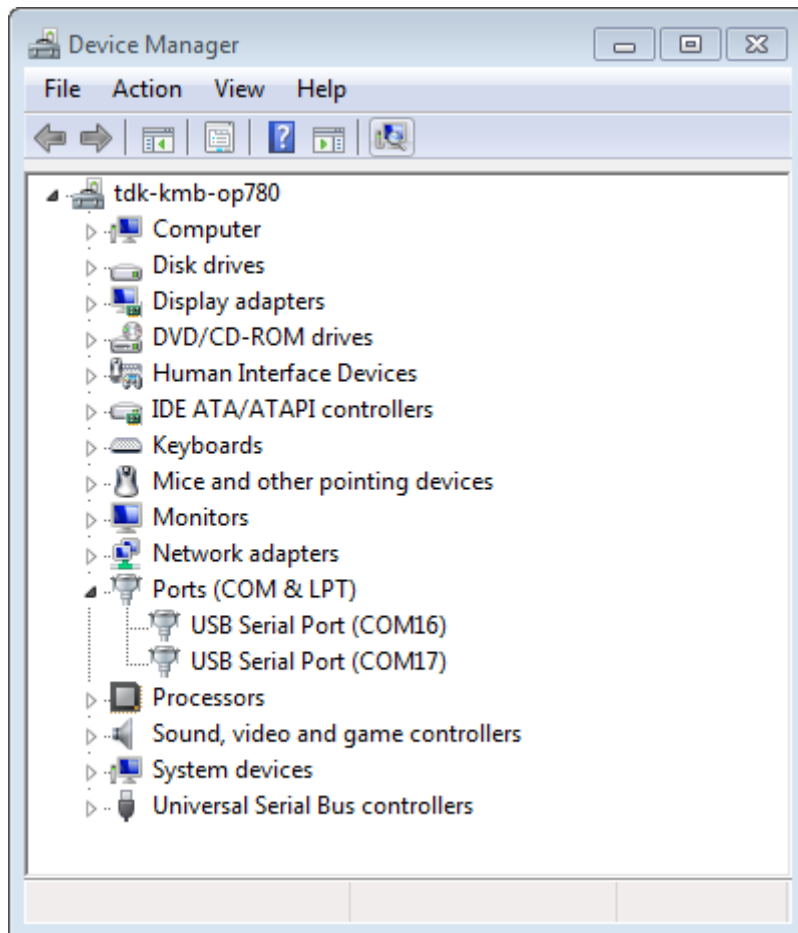 Device Manager
File Action View Help
tdk-kmb-op780
Computer
Disk drives
Display adapters
DVD/CD-ROM drives
Human Interface Devices
IDE ATA/ATAPI controllers
Keyboards
Mice and other pointing devices
Monitors
Network adapters
Ports (COM & LPT)
USB Serial Port (COM16)
USB Serial Port (COM17)
Processors
Sound, video and game controllers
System devices
Universal Serial Bus controllers